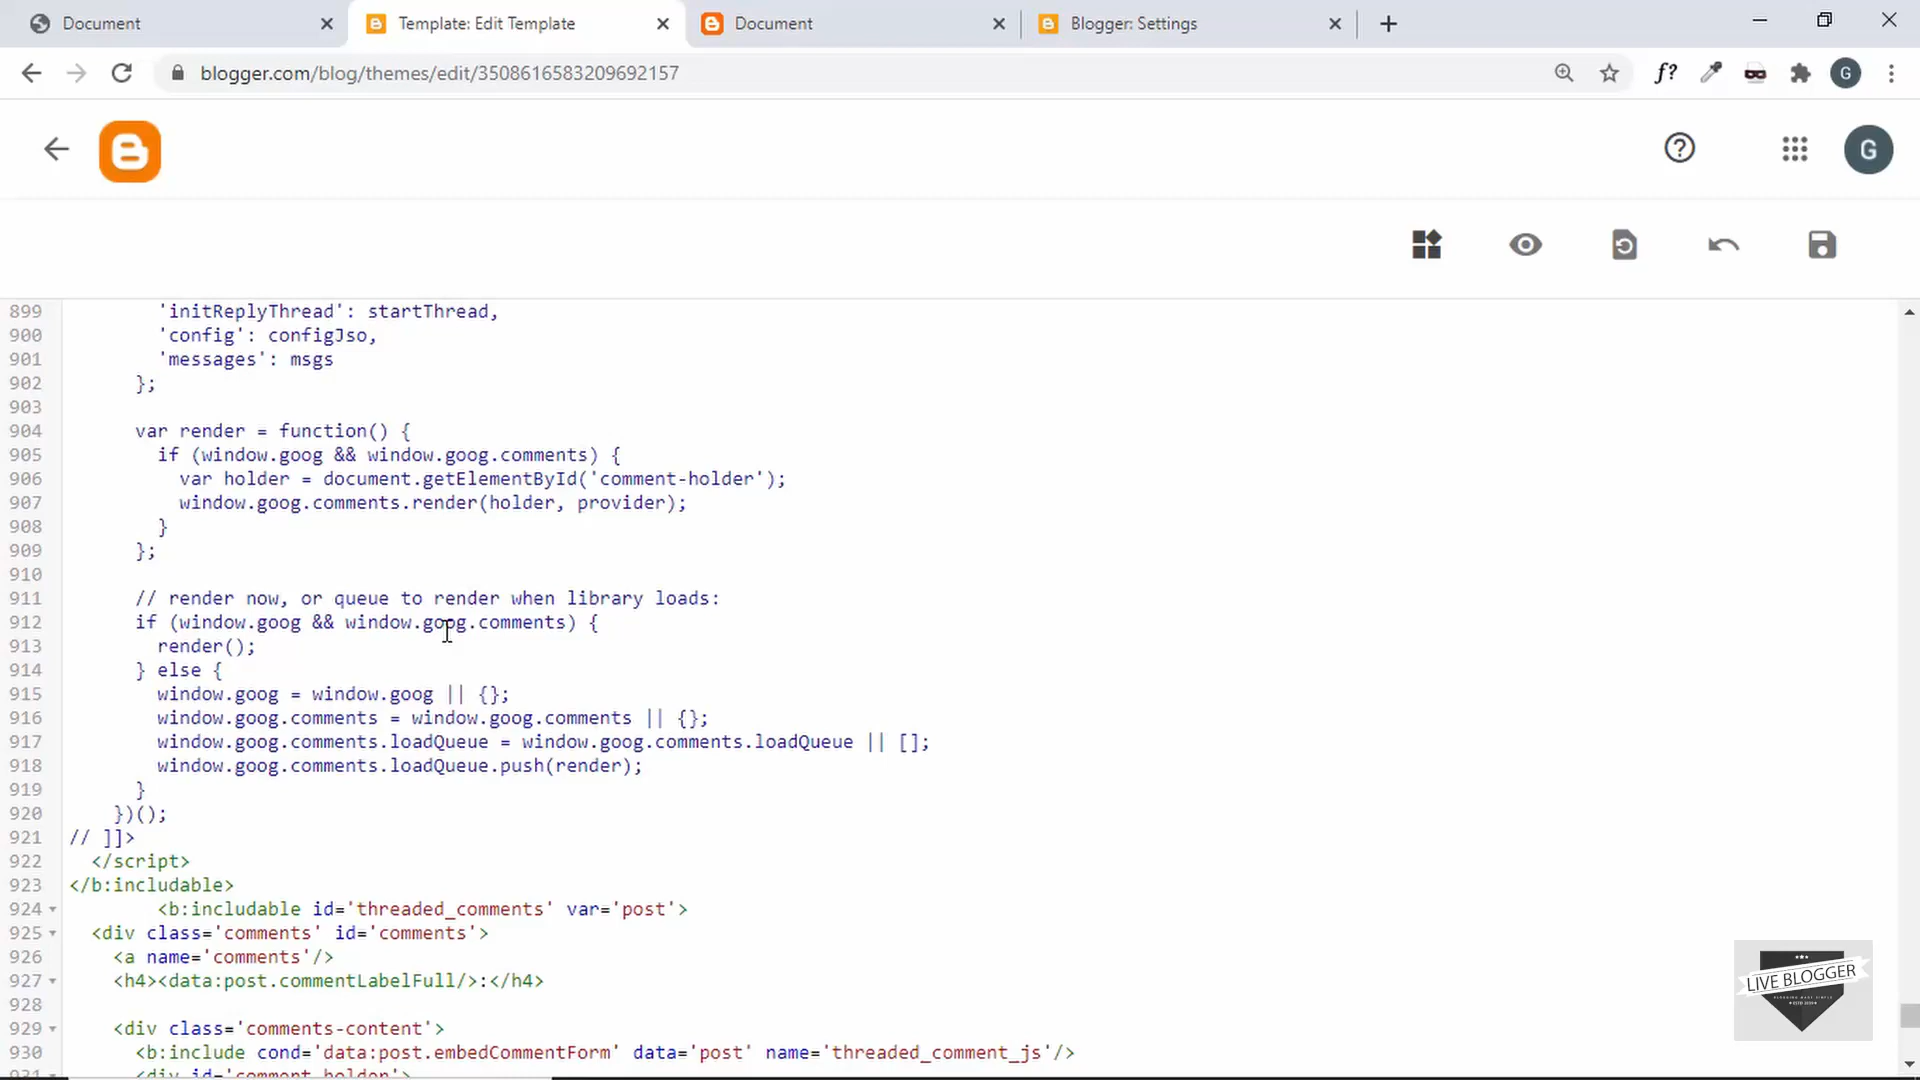 Document
Template: Edit Template
Document
Blogger: Settings
blogger.com/blog/themes/edit/3508616583209692157
f?
G
G
899 'initReplyThread': startThread,
900 'config': configJso,
901 'messages': msgs
902 };
903
904 var render = function() {
905 if (window.goog && window.goog.comments) {
906 var holder = document.getElementById('comment-holder');
907 window.goog.comments.render(holder, provider);
908 }
909 };
910
911 // render now, or queue to render when library loads:
912 if (window.goog && window.goog.comments) {
913 render();
914 } else {
915 window.goog = window.goog || {};
916 window.goog.comments = window.goog.comments || {};
917 window.goog.comments.loadQueue = window.goog.comments.loadQueue || [];
918 window.goog.comments.loadQueue.push(render);
919 }
920 })();
921 // ]]>
922 </script>
923 </b:includable>
924 <b:includable id='threaded_comments' var='post'>
925 <div class='comments' id='comments'>
926 <a name='comments'/>
927 <h4><data:post.commentLabelFull/>:</h4>
928
929 <div class='comments-content'>
930 <b:include cond='data:post.embedCommentForm' data='post' name='threaded_comment_js'/>
931 <div id='comment_holder'>
LIVE BLOGGER